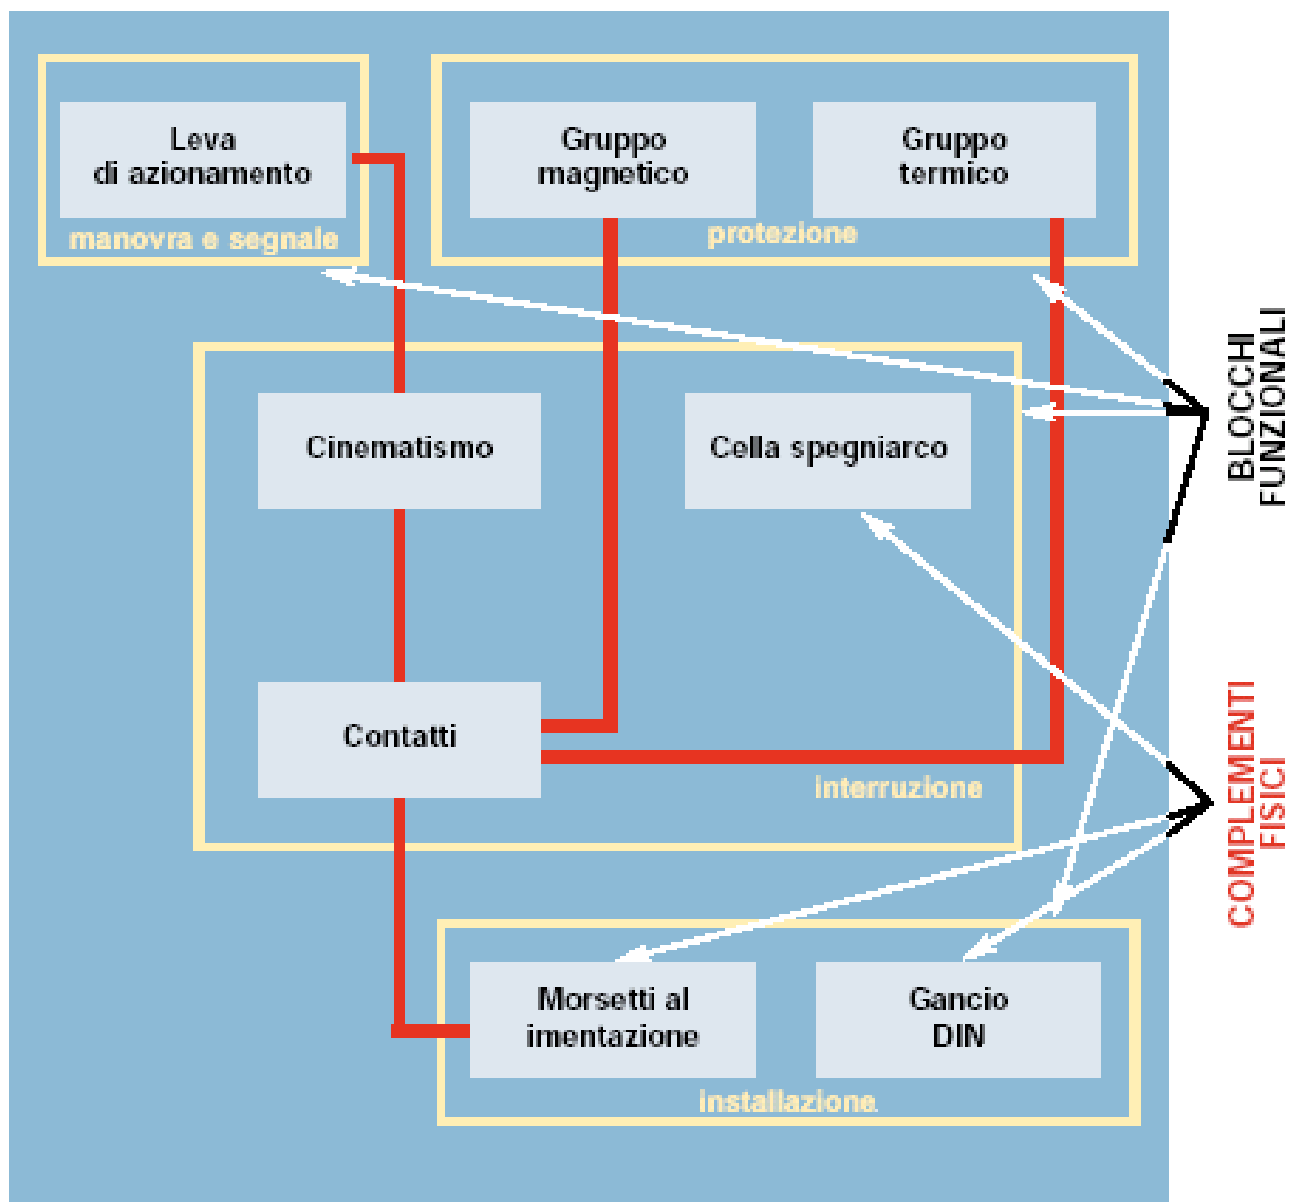 Leva
di azionamento
manovra e segnale
Gruppo
magnetico
Gruppo
termico
protezione
Cinematismo
Cella spegniarco
Contatti
Interruzione
Morsetti al
imentazione
Gancio
DIN
installazione
BLOCCHI
FUNZIONALI
COMPLEMENTI
FISICI